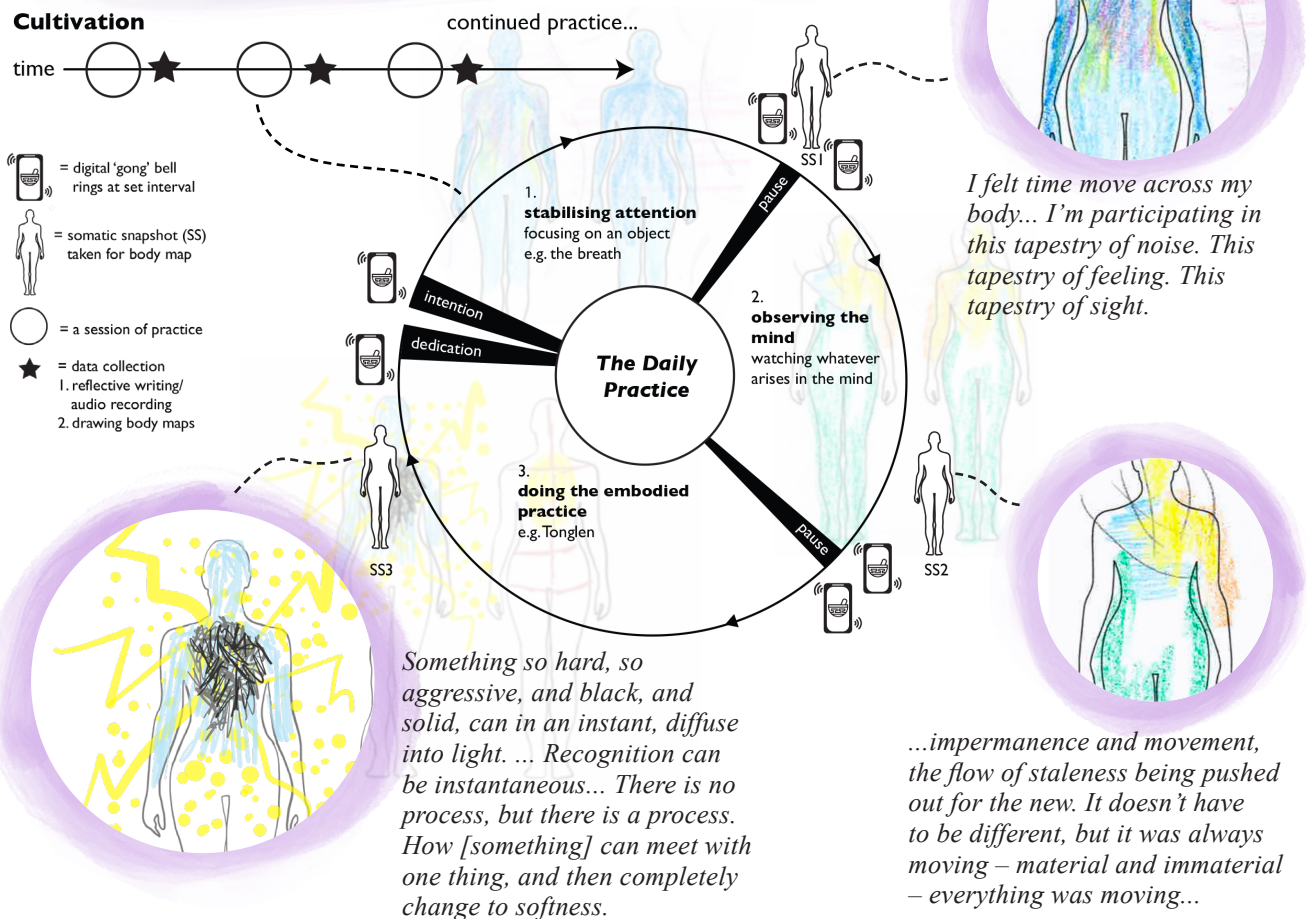 Cultivation
continued practice...
time
= digital ‘gong’ bell
rings at set interval
= somatic snapshot (SS)
taken for body map
= a session of practice
= data collection
1. reflective writing/
audio recording
2. drawing body maps
intention
dedication
1.
stabilising attention
focusing on an object
e.g. the breath
pause
SS1
2.
observing the
mind
watching whatever
arises in the mind
The Daily
Practice
pause
SS2
3.
doing the embodied
practice
e.g. Tonglen
SS3
I felt time move across my
body... I’m participating in
this tapestry of noise. This
tapestry of feeling. This
tapestry of sight.
...impermanence and movement,
the flow of staleness being pushed
out for the new. It doesn’t have
to be different, but it was always
moving – material and immaterial
– everything was moving...
Something so hard, so
aggressive, and black, and
solid, can in an instant, diffuse
into light. ... Recognition can
be instantaneous... There is no
process, but there is a process.
How [something] can meet with
one thing, and then completely
change to softness.